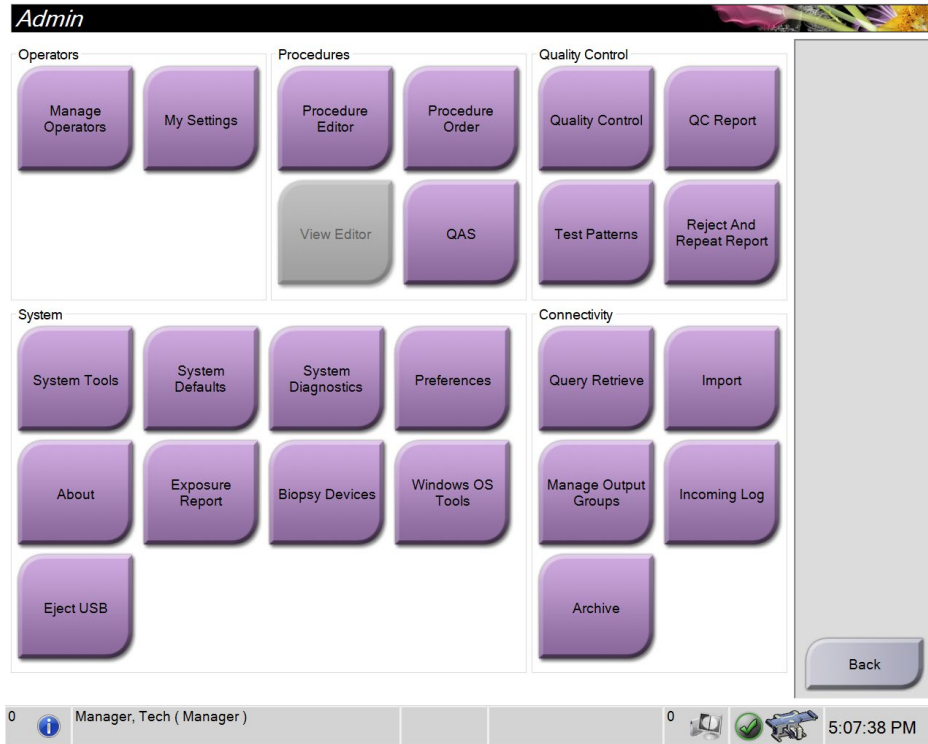 Admin
Operators
Manage
Operators
My Settings
Procedures
Procedure
Editor
Procedure
Order
View Editor
QAS
Quality Control
Quality Control
QC Report
Test Patterns
Reject And
Repeat Report
System
System Tools
System
Defaults
System
Diagnostics
Preferences
About
Exposure
Report
Biopsy Devices
Windows OS
Tools
Eject USB
Connectivity
Query Retrieve
Import
Manage Output
Groups
Incoming Log
Archive
Back
0
Manager, Tech ( Manager )
0
5:07:38 PM